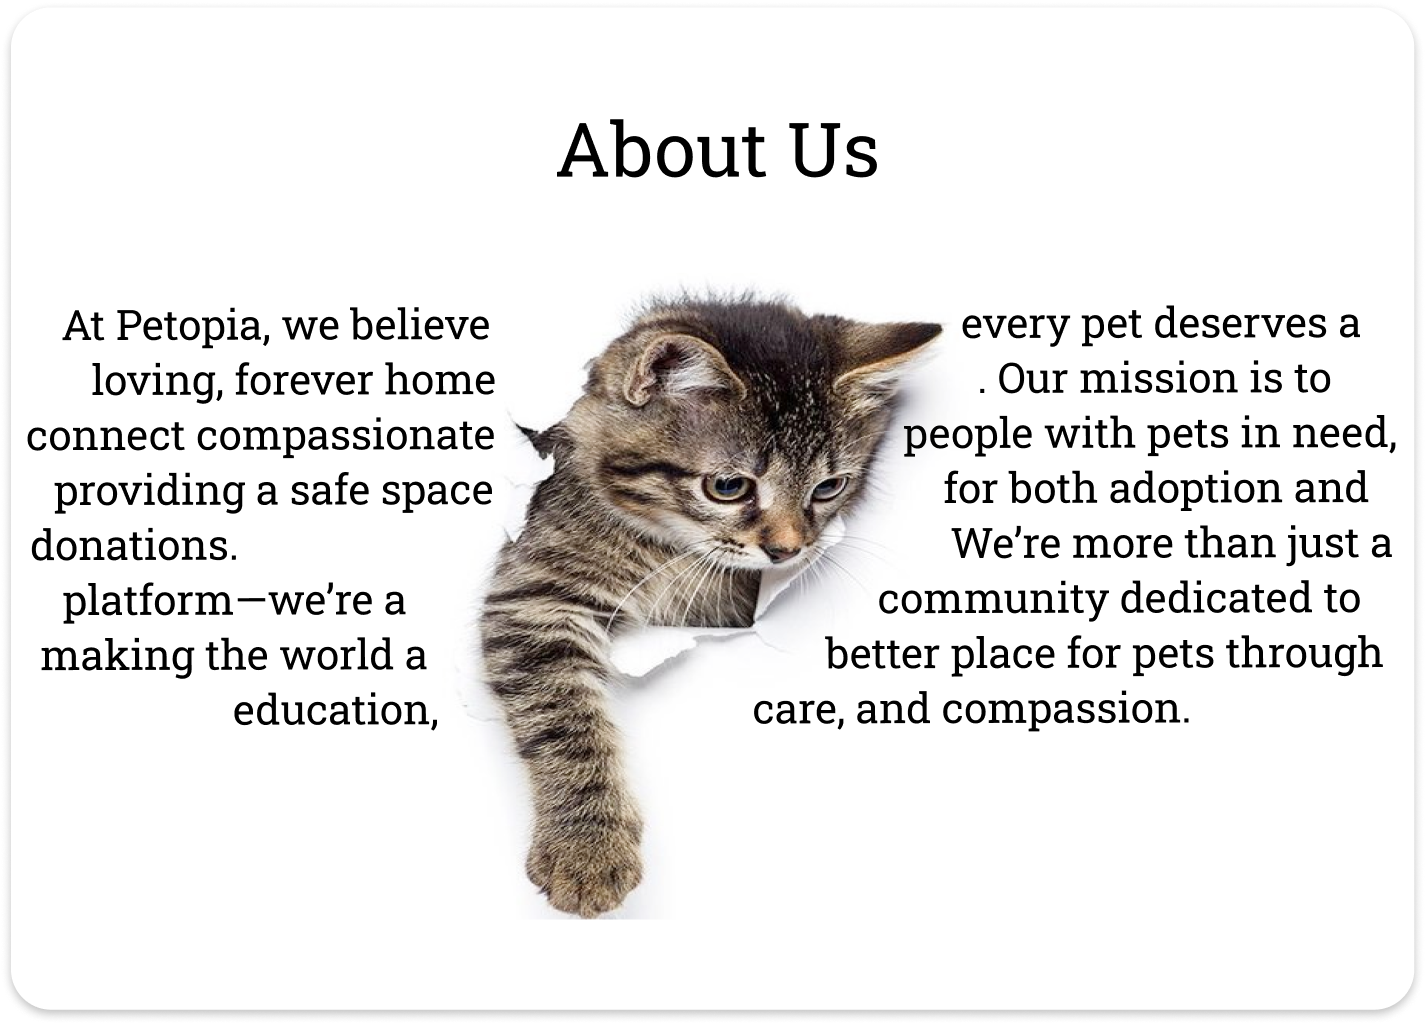 About Us
At Petopia, we believe every pet deserves a
loving, forever home . Our mission is to
connect compassionate people with pets in need,
providing a safe space for both adoption and
donations. We’re more than just a
platform—we’re a community dedicated to
making the world a better place for pets through
education, care, and compassion.